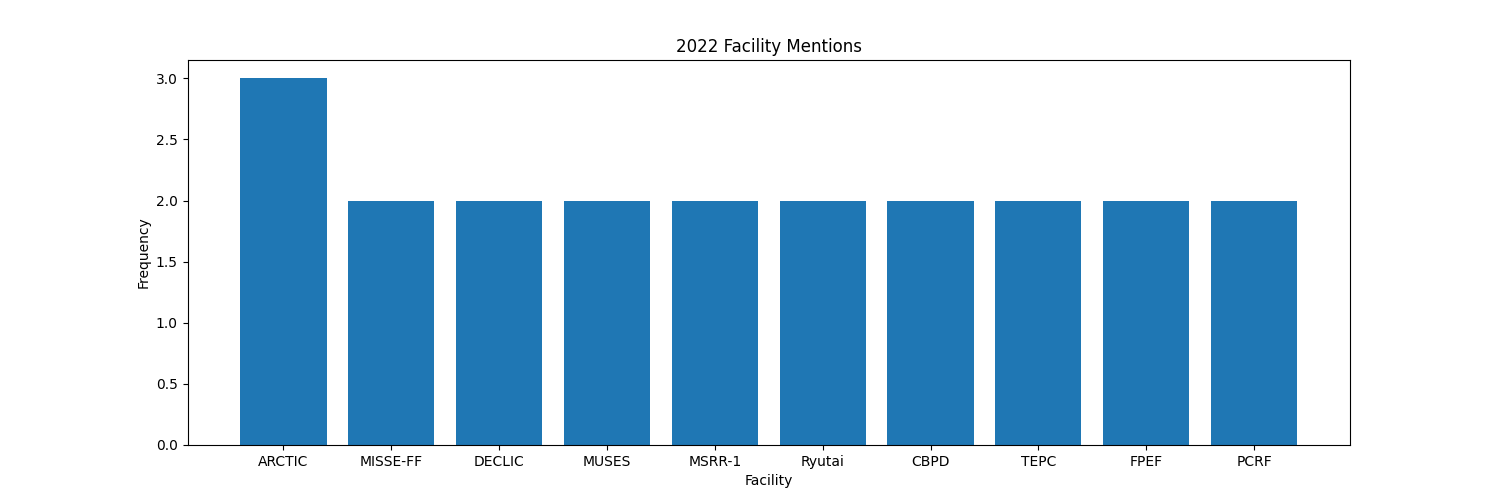 2022 Facility Mentions
3.0
2.5
2.0
1.5
1.0
0.5
0.0
Frequency
ARCTIC MISSE-FF DECLIC MUSES MSRR-1 Ryutai CBPD TEPC FPEF PCRF
Facility